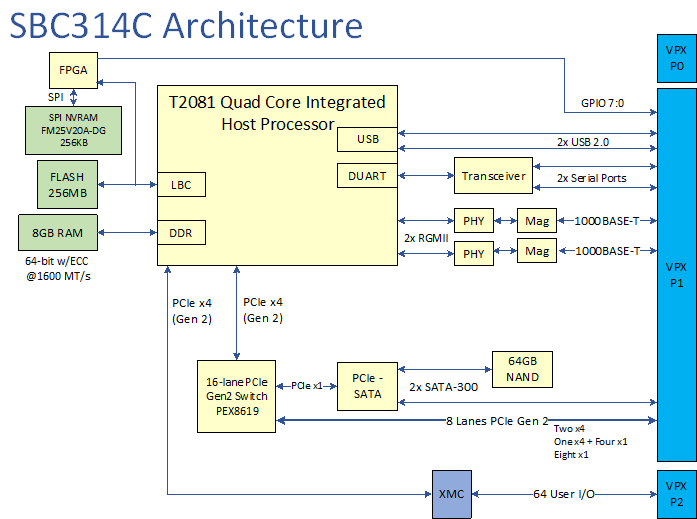 SBC314C Architecture
VPX
P0
FPGA
SPI
GPIO 7:0
T2081 Quad Core Integrated
Host Processor
SPI NVRAM
FM25V20A-DG
256KB
USB
2x USB 2.0
FLASH
256MB
LBC
DUART
Transceiver
2x Serial Ports
8GB RAM
DDR
2x RGMII
PHY
Mag
1000BASE-T
PHY
Mag
1000BASE-T
64-bit w/ECC
@1600 MT/s
VPX
P1
PCIe x4
(Gen 2)
PCIe x4
(Gen 2)
16-lane PCIe
Gen2 Switch
PEX8619
PCIe x1
PCIe -
SATA
64GB
NAND
2x SATA-300
8 Lanes PCIe Gen 2
Two x4
One x4 + Four x1
Eight x1
XMC
64 User I/O
VPX
P2